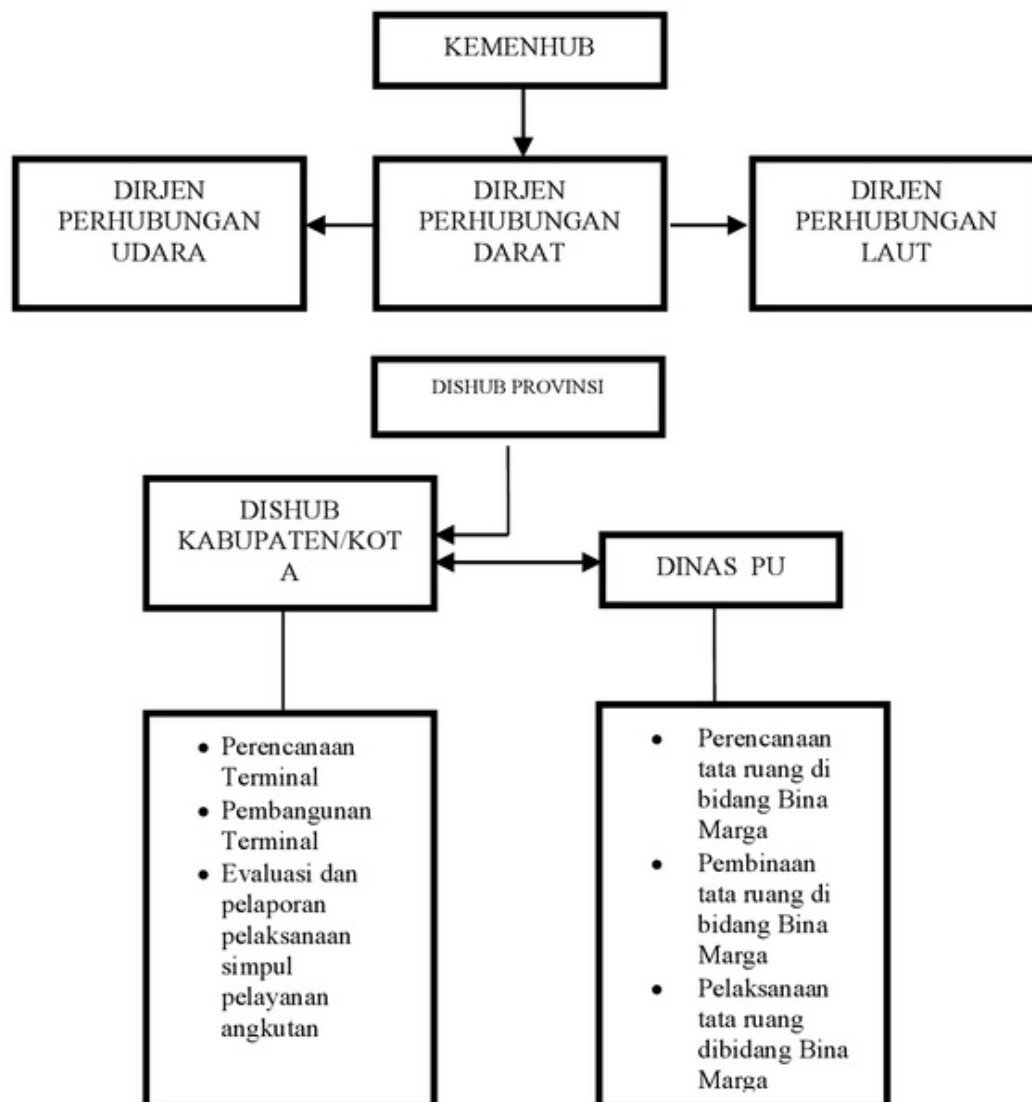 KEMENHUB
DIRJEN
PERHUBUNGAN
UDARA
DIRJEN
PERHUBUNGAN
DARAT
DIRJEN
PERHUBUNGAN
LAUT
DISHUB PROVINSI
DISHUB
KABUPATEN/KOT
A
DINAS PU
• Perencanaan
Terminal
• Pembangunan
Terminal
• Evaluasi dan
pelaporan
pelaksanaan
simpul
pelayanan
angkutan
• Perencanaan
tata ruang di
bidang Bina
Marga
• Pembinaan
tata ruang di
bidang Bina
Marga
• Pelaksanaan
tata ruang
dibidang Bina
Marga